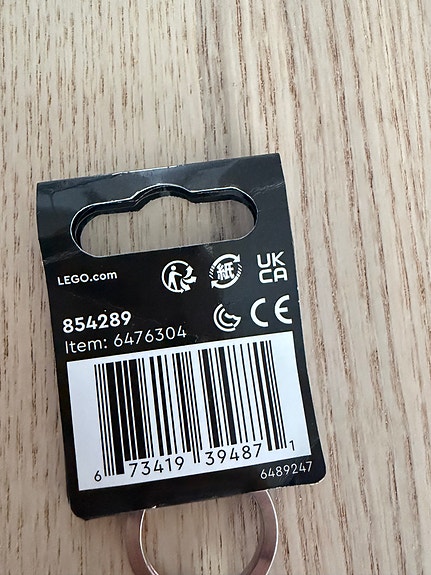 LEGO.com
紙
UK
CA
854289
CE
Item: 6476304
6 73419 39487 1
6489247